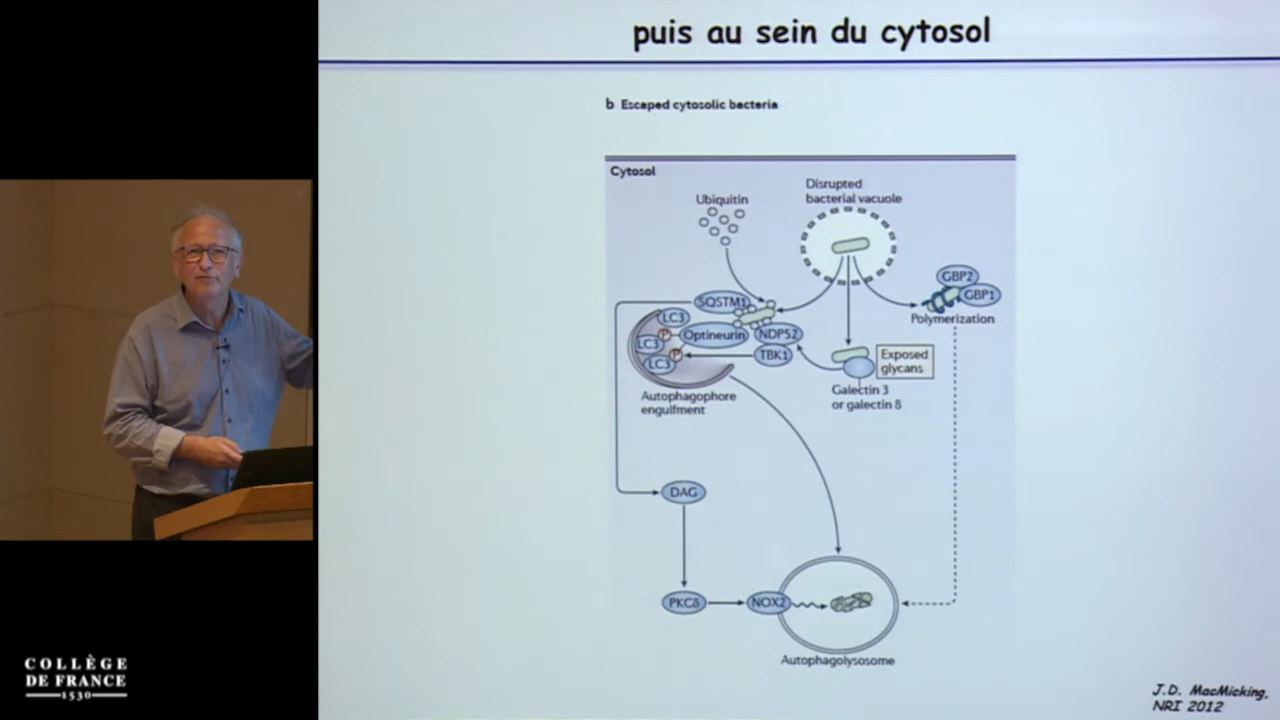 puis au sein du cytosol
b Escaped cytosolic bacteria
Cytosol
Ubiquitin
Disrupted
bacterial vacuole
GBP2
GBP1
Polymerization
SQSTM1
LC3
P
Optineurin
NDP52
LC3
P
TBK1
LC3
Exposed
glycans
Galectin 3
or galectin 8
Autophagophore
engulfment
DAG
PKCδ
NOX2
Autophagolysosome
J.D. MacMicking,
NRI 2012
COLLÈGE
DE FRANCE
1530